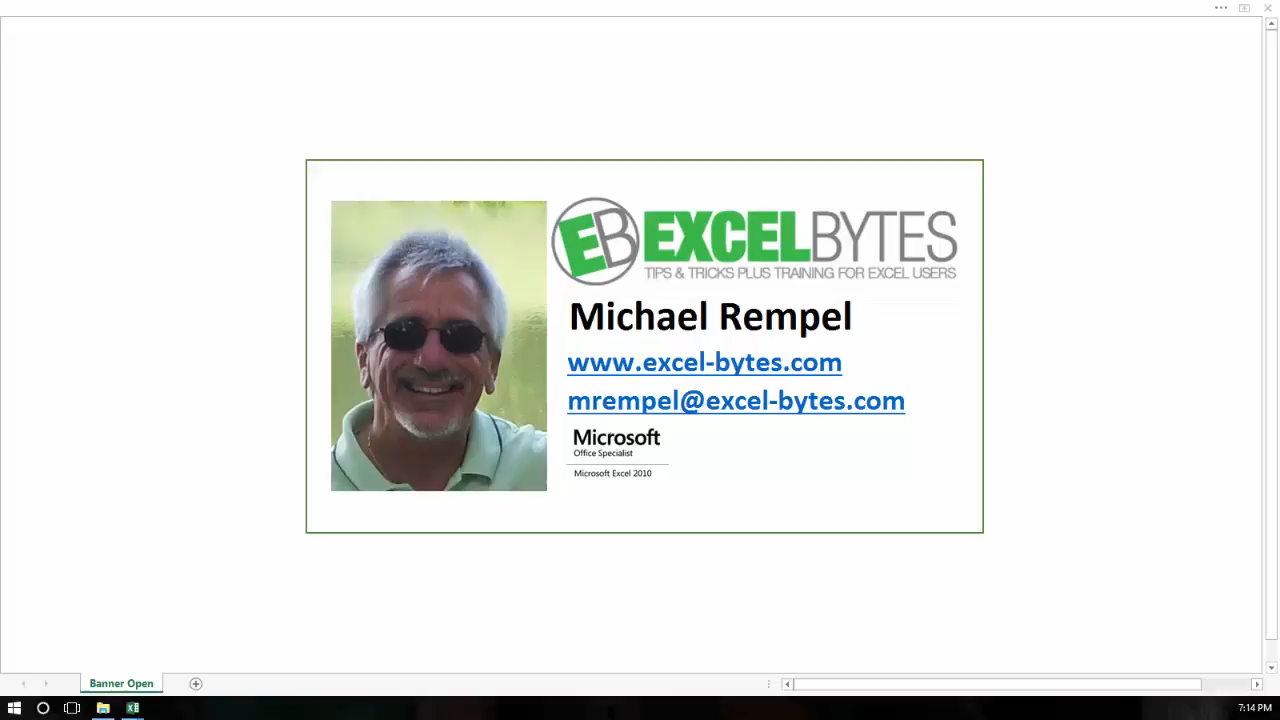 EB EXCELBYTES
TIPS & TRICKS PLUS TRAINING FOR EXCEL USERS
Michael Rempel
www.excel-bytes.com
mrempel@excel-bytes.com
Microsoft
Office Specialist
Microsoft Excel 2010
Banner Open
7:14 PM